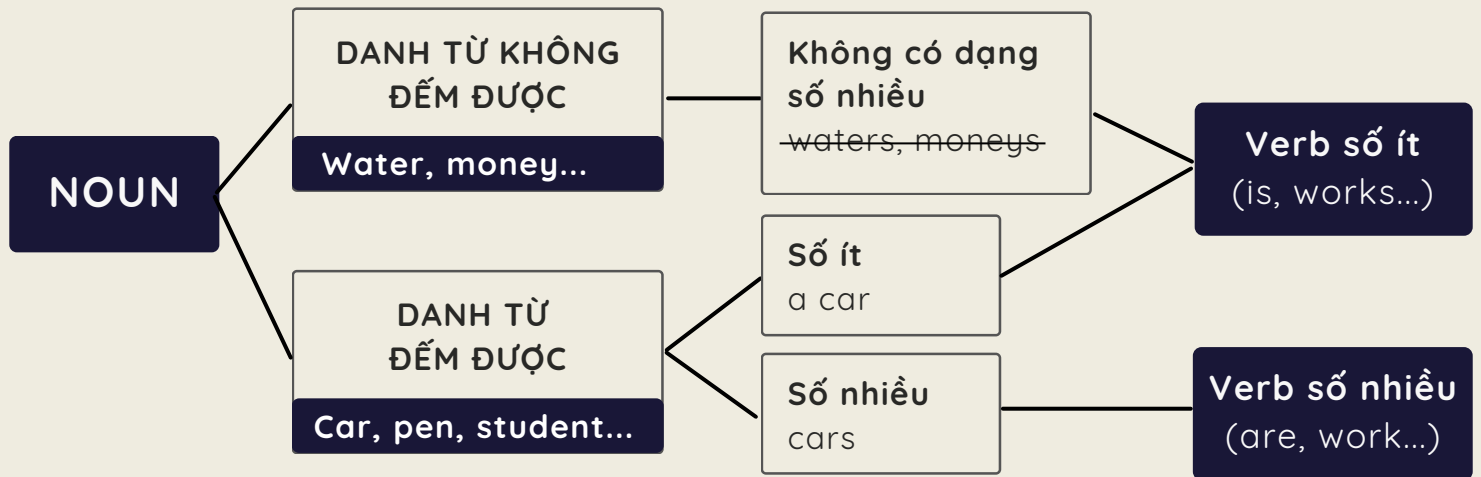 NOUN
DANH TỪ KHÔNG
ĐẾM ĐƯỢC
Water, money...
Không có dạng
số nhiều
waters, moneys
Verb số ít
(is, works...)
DANH TỪ
ĐẾM ĐƯỢC
Car, pen, student...
Số ít
a car
Số nhiều
cars
Verb số nhiều
(are, work...)